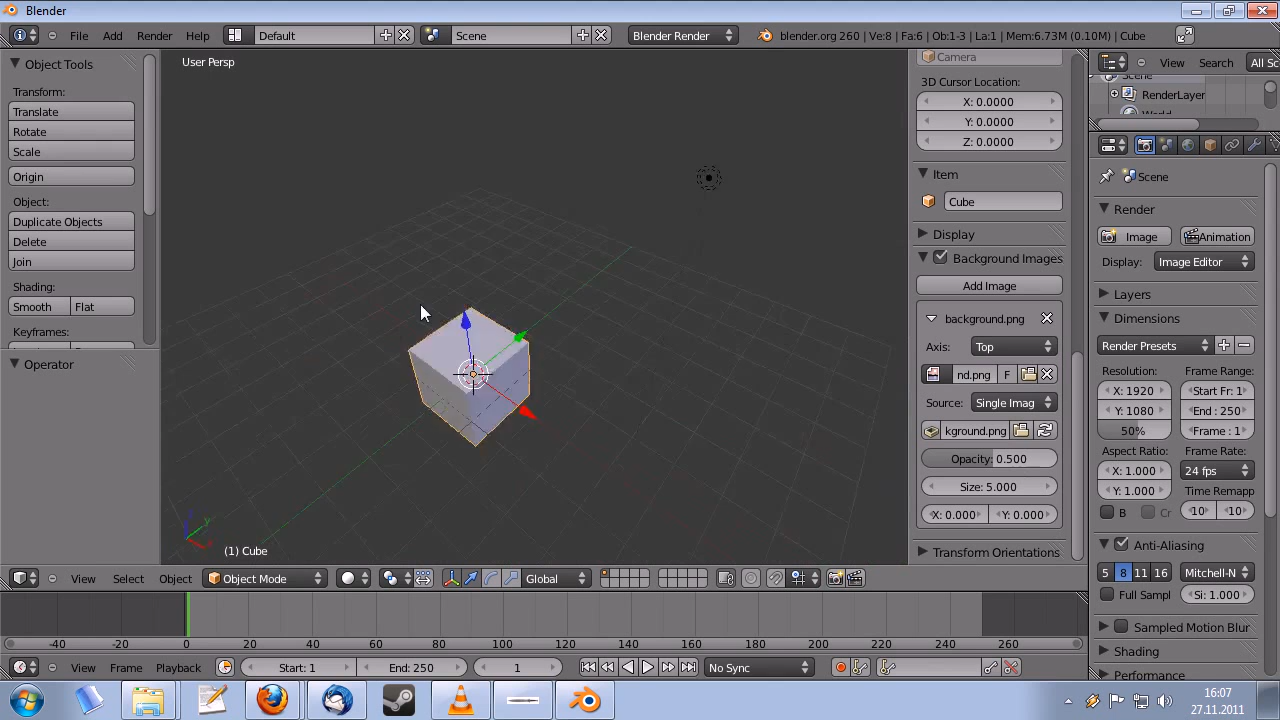 Blender
File Add Render Help Default Scene Blender Render blender.org 260 | Ve:8 | Fa:6 | Ob:1-3 | La:1 | Mem:6.73M (0.10M) | Cube
Object Tools
Transform:
Translate
Rotate
Scale
Origin
Object:
Duplicate Objects
Delete
Join
Shading:
Smooth Flat
Keyframes:
Operator
User Persp
(1) Cube
Camera
3D Cursor Location:
X: 0.0000
Y: 0.0000
Z: 0.0000
Item
Cube
Display
Background Images
Add Image
background.png
Axis: Top
nd.png F
Source: Single Imag
kground.png
Opacity: 0.500
Size: 5.000
X: 0.000 Y: 0.000
Transform Orientations
View Search All Sc
Scene
RenderLayer
World
Scene
Render
Image Animation
Display: Image Editor
Layers
Dimensions
Render Presets
Resolution: Frame Range:
X: 1920 Start Fr: 1
Y: 1080 End: 250
50% Frame: 1
Aspect Ratio: Frame Rate:
X: 1.000 24 fps
Y: 1.000 Time Remapp
B Cr 10 10
Anti-Aliasing
5 8 11 16 Mitchell-N
Full Sampl Si: 1.000
Sampled Motion Blur
Shading
Performance
View Select Object Object Mode Global
-40 -20 0 20 40 60 80 100 120 140 160 180 200 220 240 260
View Frame Playback Start: 1 End: 250 1 No Sync
16:07
27.11.2011